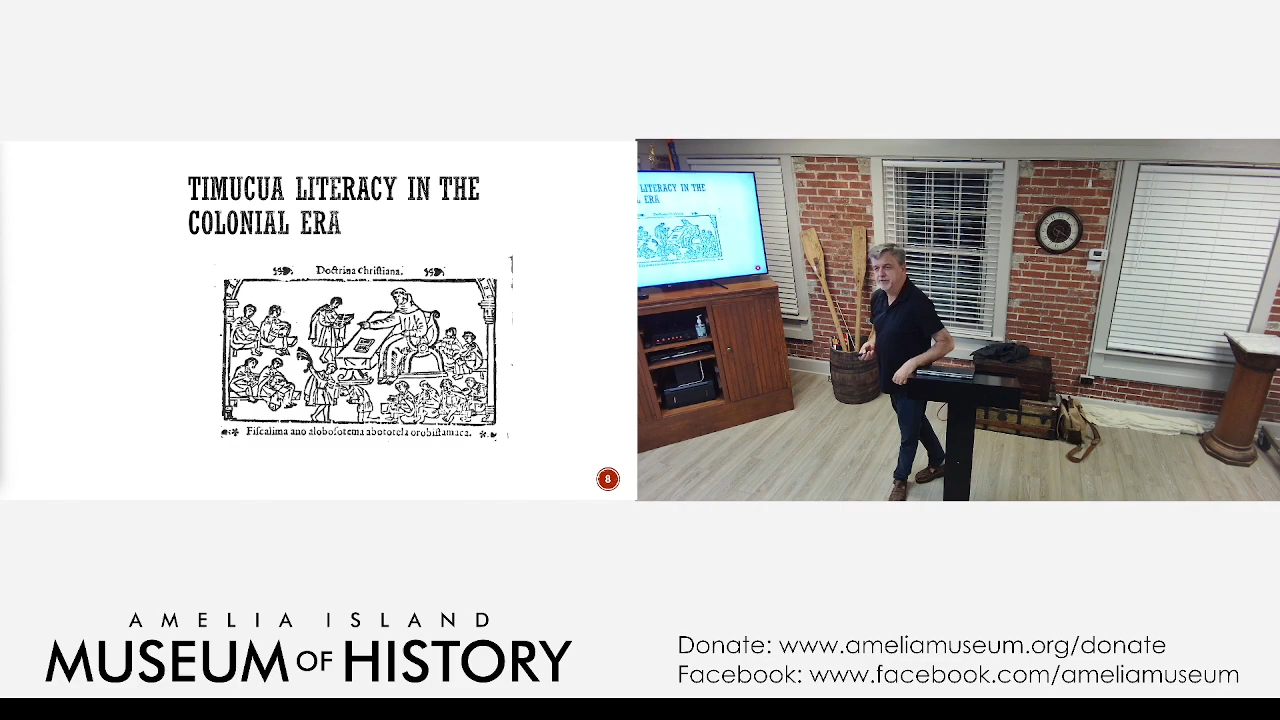 TIMUCUA LITERACY IN THE
COLONIAL ERA
Doctrina Chriſtiana.
Fiſcalima ano aloboſotema abototela orobiſtamaca.
8
LITERACY IN THE
ERA
AMELIA ISLAND
MUSEUM OF HISTORY
Donate: www.ameliamuseum.org/donate
Facebook: www.facebook.com/ameliamuseum